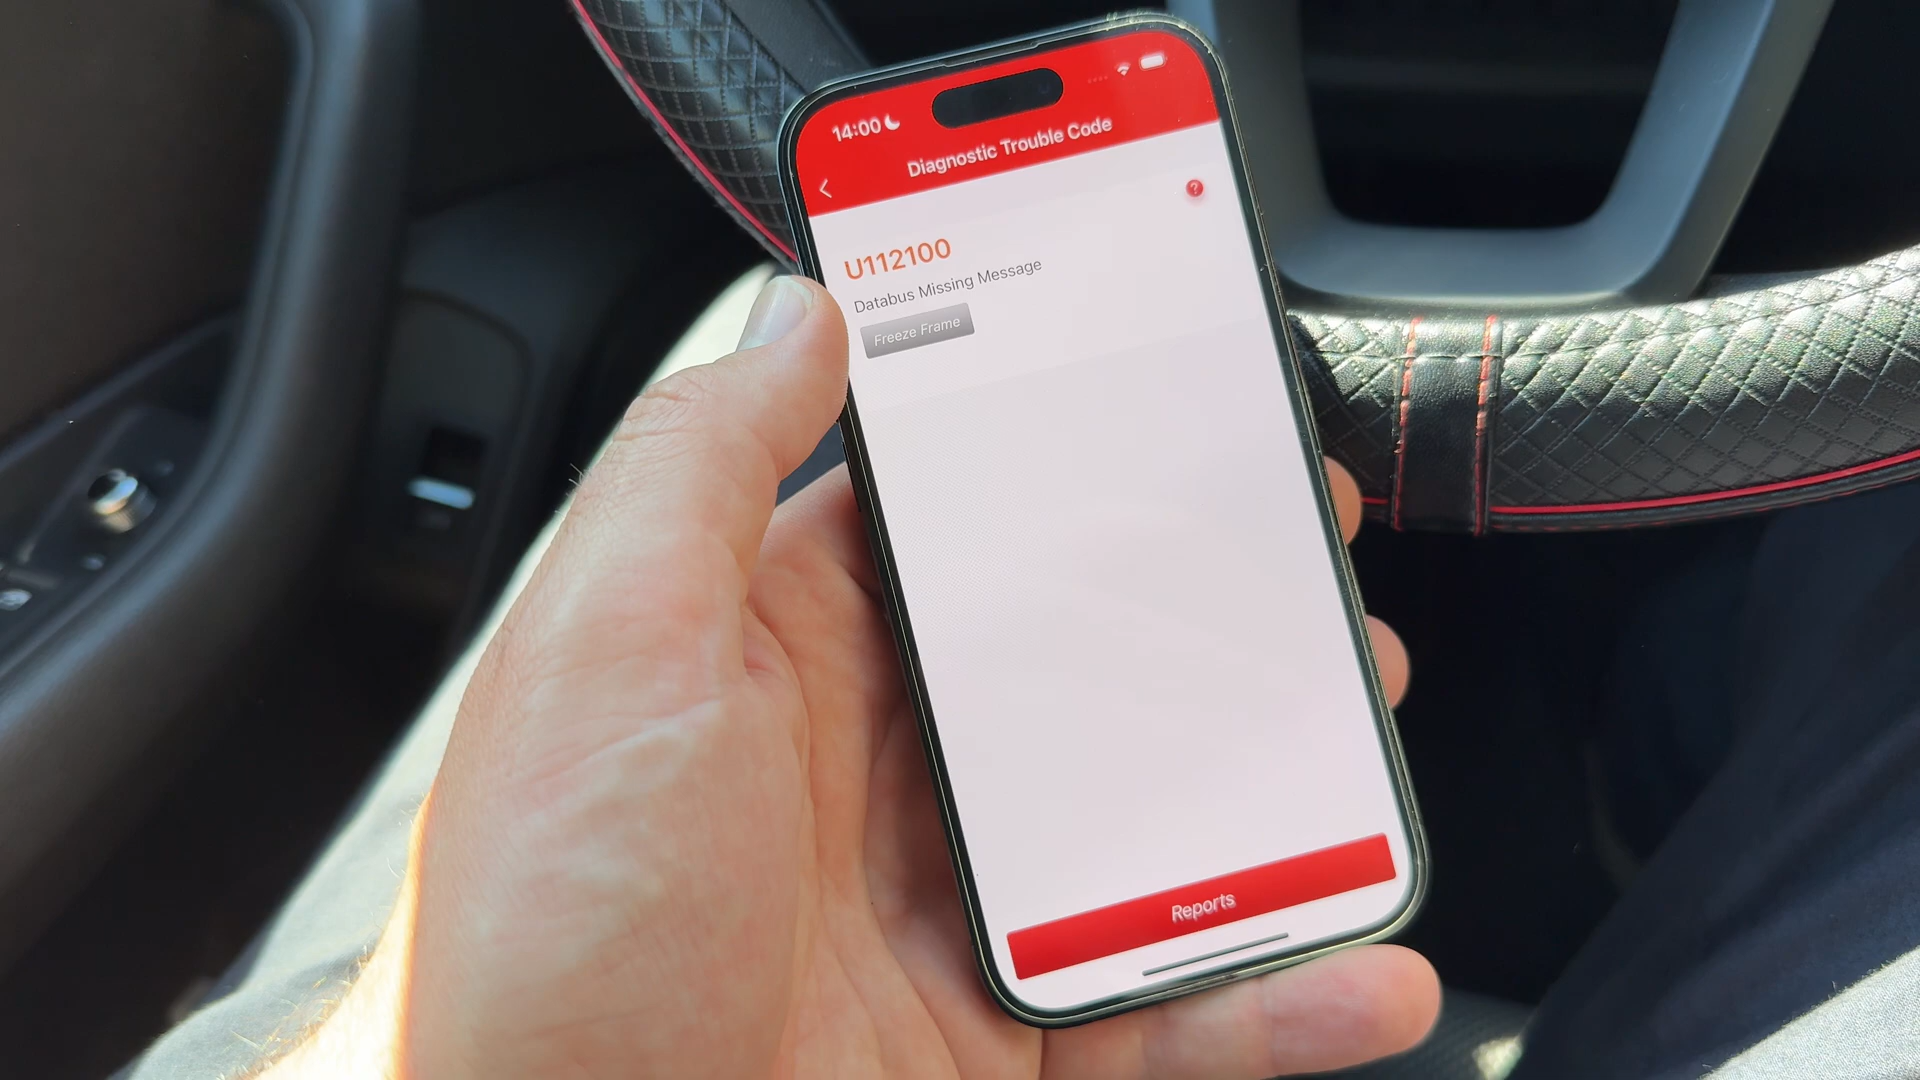 14:00
Diagnostic Trouble Code
?
U112100
Databus Missing Message
Freeze Frame
Reports